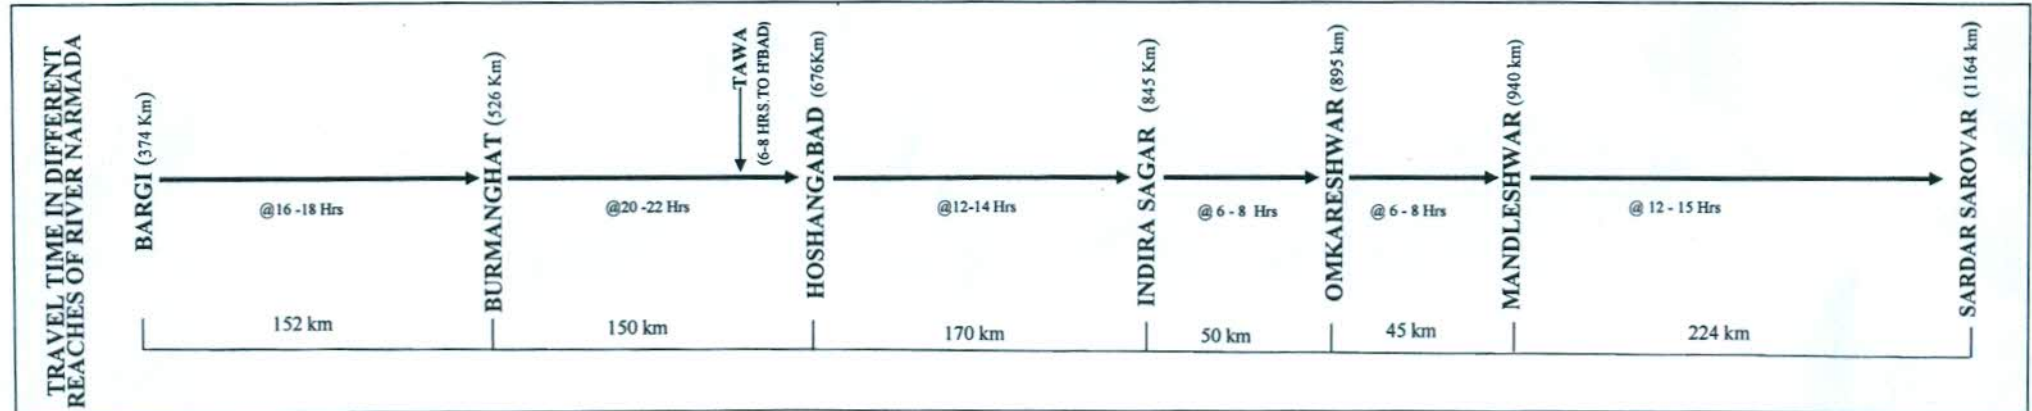 TRAVEL TIME IN DIFFERENT
REACHES OF RIVER NARMADA
BARGI (374 Km)
@16 -18 Hrs
BURMANGHAT (526 Km)
@20 -22 Hrs
TAWA
(6-8 HRS.TO H'BAD)
HOSHANGABAD (676Km)
@12-14 Hrs
INDIRA SAGAR (845 Km)
@ 6 - 8 Hrs
OMKARESHWAR (895 km)
@ 6 - 8 Hrs
MANDLESHWAR (940 km)
@ 12 - 15 Hrs
SARDAR SAROVAR (1164 km)
152 km
150 km
170 km
50 km
45 km
224 km